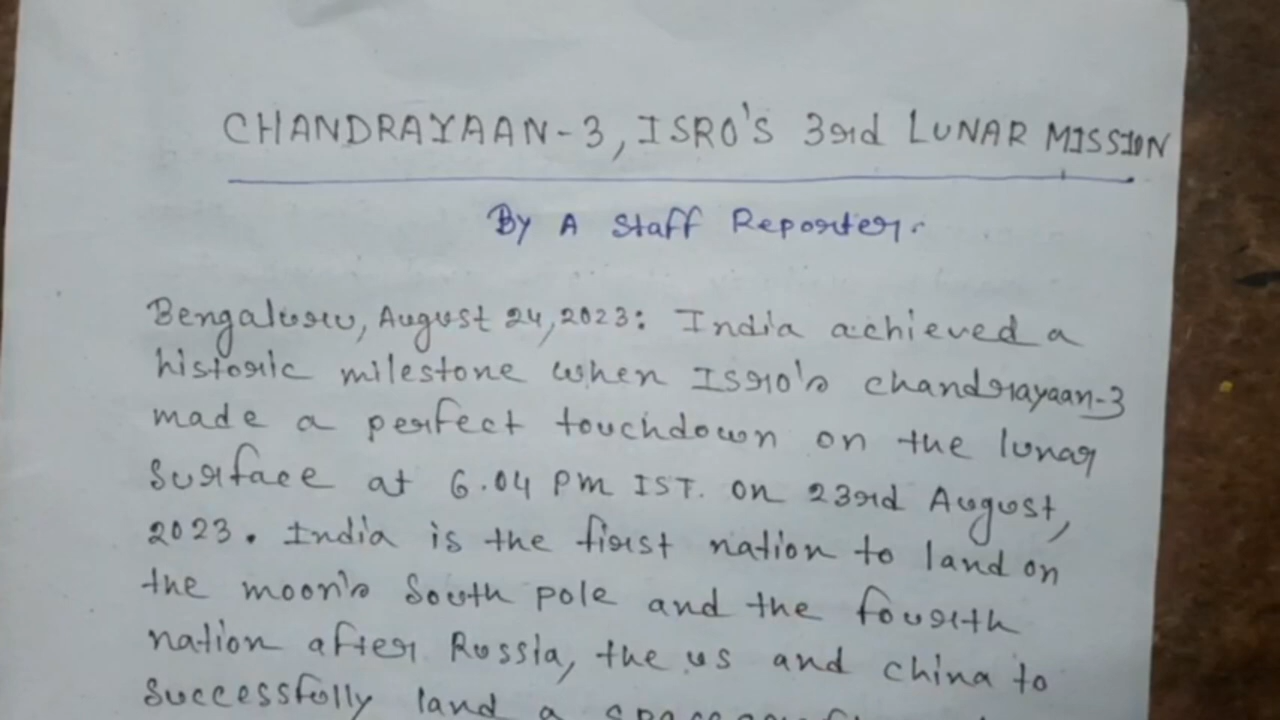 CHANDRAYAAN-3, ISRO'S 3rd LUNAR MISSION
By A Staff Reporter.
Bengaluru, August 24, 2023: India achieved a
historic milestone when ISrO's chandrayaan-3
made a perfect touchdown on the lunar
surface at 6.04 PM IST. on 23rd August,
2023. India is the first nation to land on
the moon's South pole and the fourth
nation after Russia, the us and china to
successfully land a